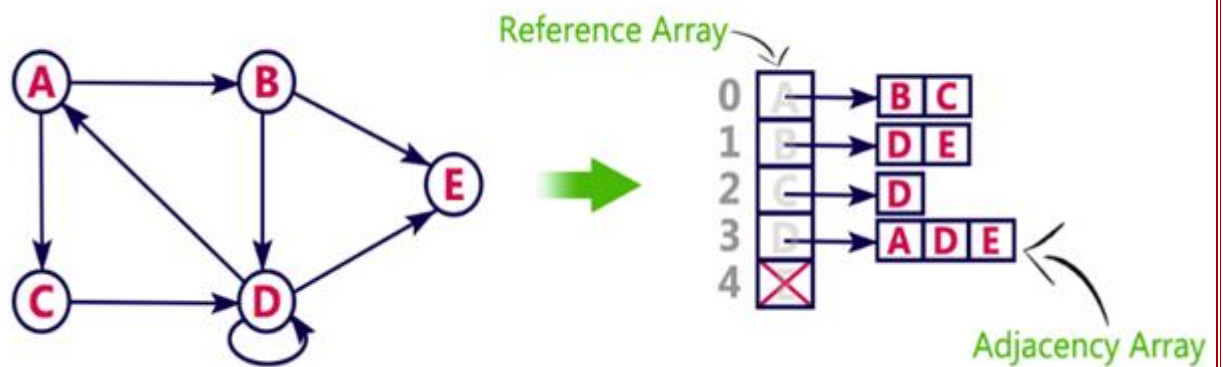 Reference Array
A B
E
C D
0 A B C
1 B D E
2 C D
3 D A D E
4
Adjacency Array